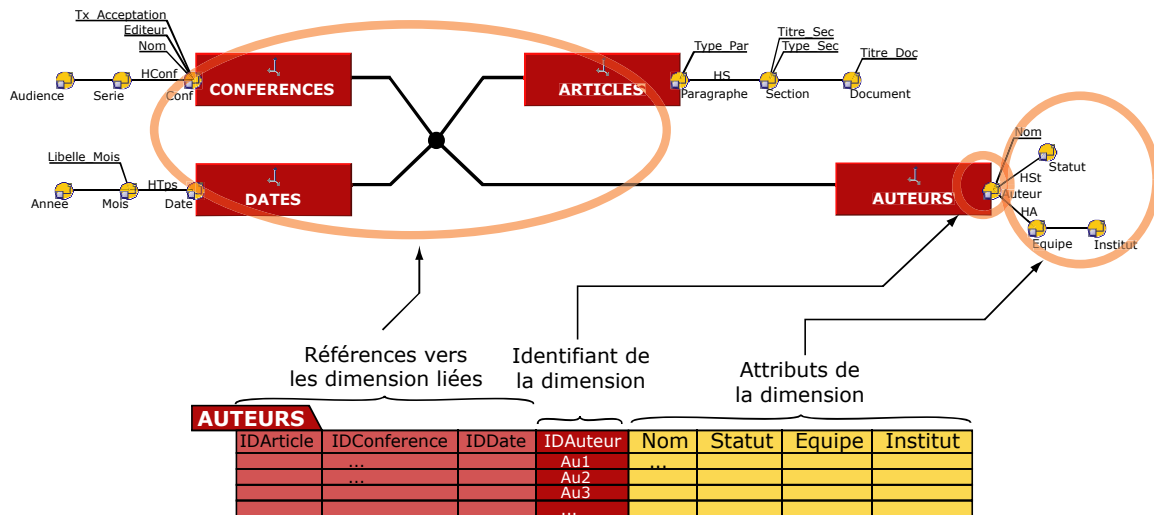 Tx_Acceptation
Editeur
Nom
HConf
Audience
Serie
Conf
CONFERENCES
ARTICLES
Type_Par
Titre_Sec
Type_Sec
Titre_Doc
HS
Paragraphe
Section
Document
Libelle_Mois
HTps
Annee
Mois
Date
DATES
AUTEURS
Nom
Statut
HSt
Auteur
HA
Equipe
Institut
Références vers
les dimension liées
Identifiant de
la dimension
Attributs de
la dimension
AUTEURS
IDArticle IDConference IDDate IDAuteur Nom Statut Equipe Institut
... Au1 ...
... Au2
Au3
...